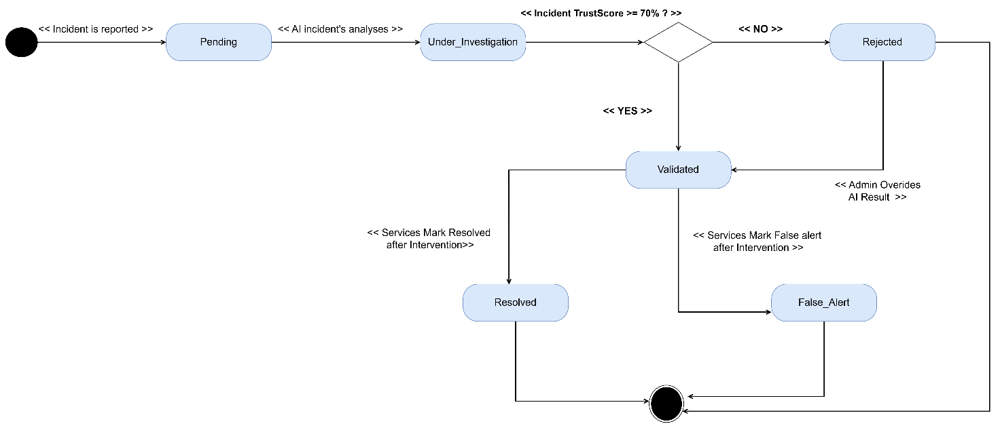 << Incident TrustScore >= 70% ? >>
<< Incident is reported >>
<< AI incident's analyses >>
<< NO >>
Pending
Under_Investigation
Rejected
<< YES >>
Validated
<< Admin Overides
AI Result >>
<< Services Mark Resolved
after Intervention>>
<< Services Mark False alert
after Intervention >>
Resolved
False_Alert